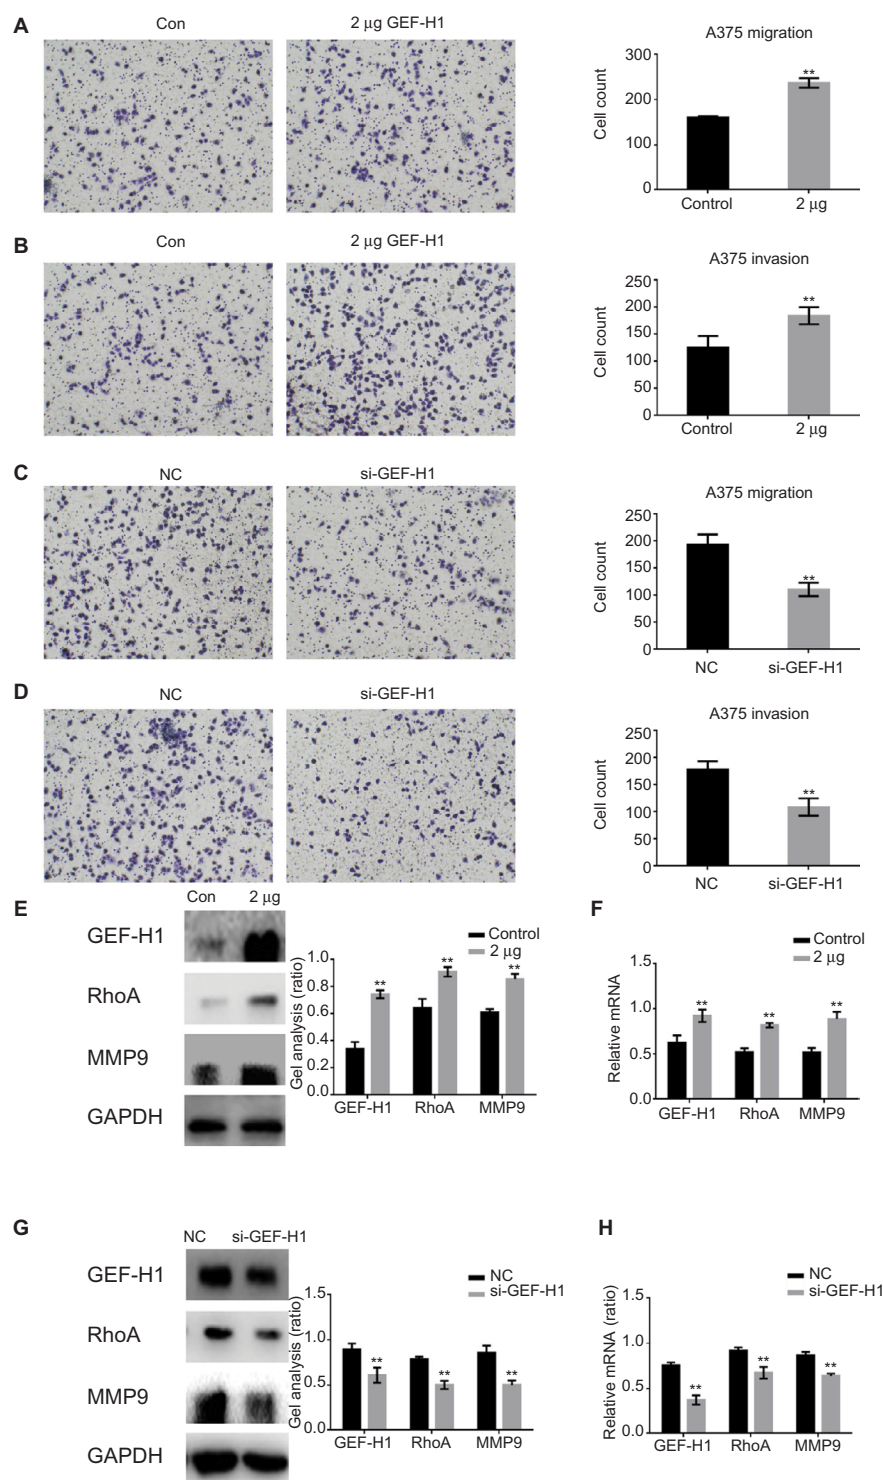 A
Con
2 μg GEF-H1
A375 migration
Cell count
300
200
100
0
**
Control
2 μg
B
Con
2 μg GEF-H1
A375 invasion
Cell count
250
200
150
100
50
0
**
Control
2 μg
C
NC
si-GEF-H1
A375 migration
Cell count
250
200
150
100
50
0
**
NC
si-GEF-H1
D
NC
si-GEF-H1
A375 invasion
Cell count
250
200
150
100
50
0
**
NC
si-GEF-H1
E
Con
2 μg
GEF-H1
RhoA
MMP9
GAPDH
Control
2 μg
Gel analysis (ratio)
1.0
0.8
0.6
0.4
0.2
0.0
**
**
**
GEF-H1
RhoA
MMP9
F
Control
2 μg
Relative mRNA
1.5
1.0
0.5
0.0
**
**
**
GEF-H1
RhoA
MMP9
G
NC
si-GEF-H1
GEF-H1
RhoA
MMP9
GAPDH
NC
si-GEF-H1
Gel analysis (ratio)
1.5
1.0
0.5
0.0
**
**
**
GEF-H1
RhoA
MMP9
H
NC
si-GEF-H1
Relative mRNA (ratio)
1.5
1.0
0.5
0.0
**
**
**
GEF-H1
RhoA
MMP9